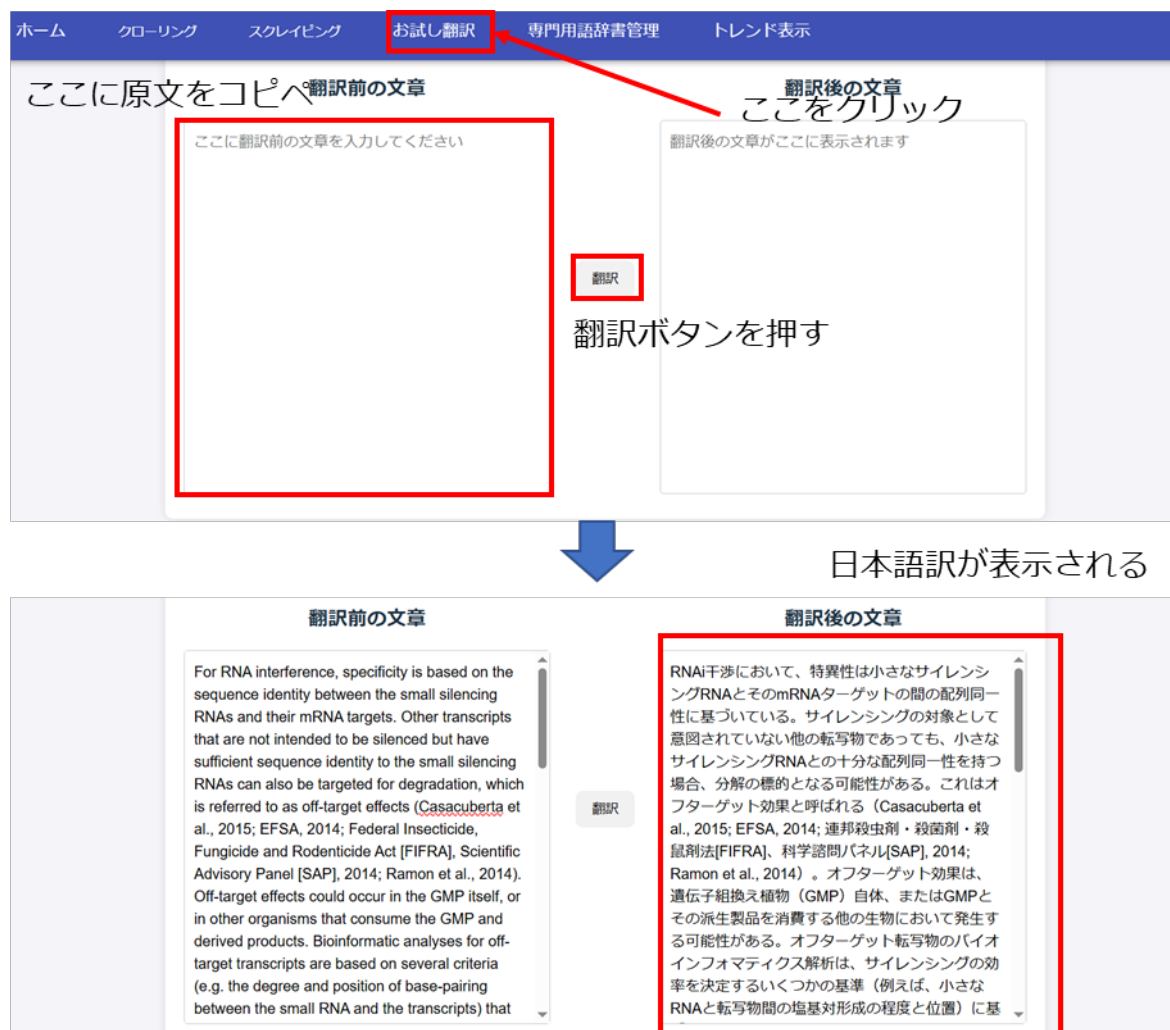 ホーム クローリング スクレイピング お試し翻訳 専門用語辞書管理 トレンド表示
ここに原文をコピペ
翻訳前の文章
翻訳後の文章
ここをクリック
ここに翻訳前の文章を入力してください
翻訳後の文章がここに表示されます
翻訳
翻訳ボタンを押す
日本語訳が表示される
翻訳前の文章
For RNA interference, specificity is based on the
sequence identity between the small silencing
RNAs and their mRNA targets. Other transcripts
that are not intended to be silenced but have
sufficient sequence identity to the small silencing
RNAs can also be targeted for degradation, which
is referred to as off-target effects (Casacuberta et
al., 2015; EFSA, 2014; Federal Insecticide,
Fungicide and Rodenticide Act [FIFRA], Scientific
Advisory Panel [SAP], 2014; Ramon et al., 2014).
Off-target effects could occur in the GMP itself, or
in other organisms that consume the GMP and
derived products. Bioinformatic analyses for off-
target transcripts are based on several criteria
(e.g. the degree and position of base-pairing
between the small RNA and the transcripts) that
翻訳
翻訳後の文章
RNAi干渉において、特異性は小さなサイレンシ
ングRNAとそのmRNAターゲットの間の配列同一
性に基づいている。サイレンシングの対象として
意図されていない他の転写物であっても、小さな
サイレンシングRNAとの十分な配列同一性を持つ
場合、分解の標的となる可能性がある。これはオ
フターゲット効果と呼ばれる（Casacuberta et
al., 2015; EFSA, 2014; 連邦殺虫剤・殺菌剤・殺
鼠剤法[FIFRA]、科学諮問パネル[SAP], 2014;
Ramon et al., 2014）。オフターゲット効果は、
遺伝子組換え植物（GMP）自体、またはGMPと
その派生製品を消費する他の生物において発生す
る可能性がある。オフターゲット転写物のバイオ
インフォマティクス解析は、サイレンシングの効
率を決定するいくつかの基準（例えば、小さな
RNAと転写物間の塩基対形成の程度と位置）に基